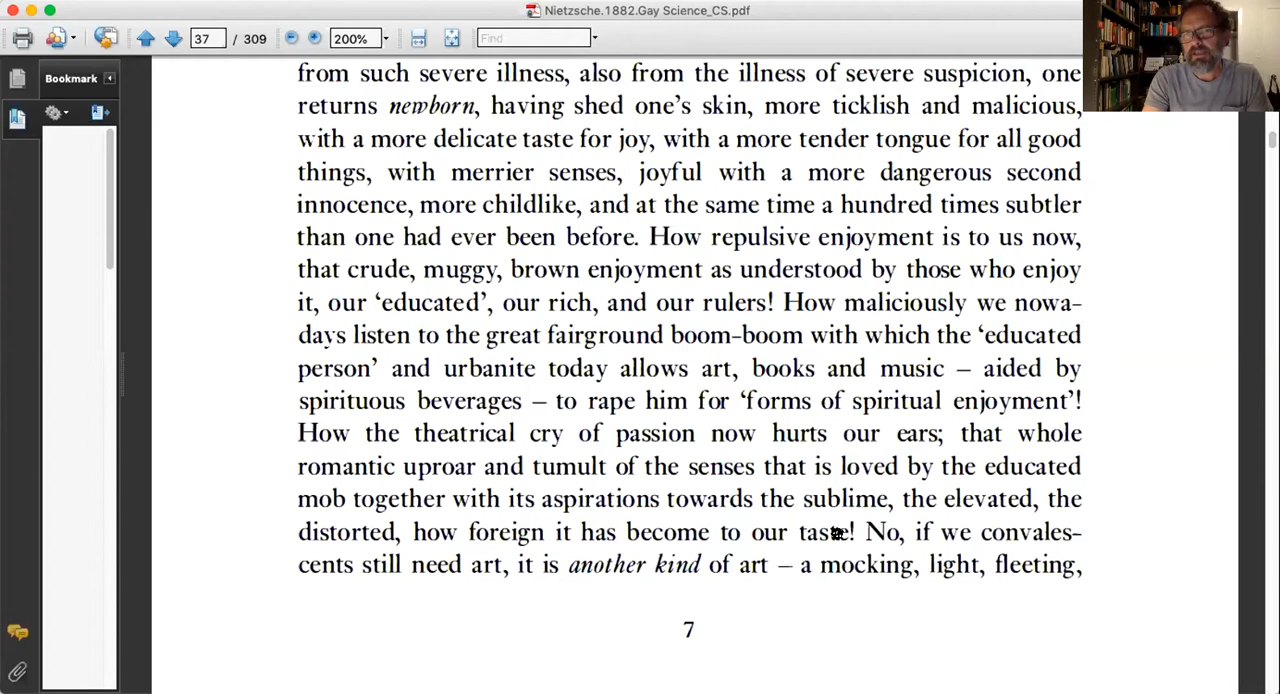 Nietzsche.1882.Gay Science_CS.pdf
37 / 309 200% Find
Bookmark
from such severe illness, also from the illness of severe suspicion, one
returns newborn, having shed one's skin, more ticklish and malicious,
with a more delicate taste for joy, with a more tender tongue for all good
things, with merrier senses, joyful with a more dangerous second
innocence, more childlike, and at the same time a hundred times subtler
than one had ever been before. How repulsive enjoyment is to us now,
that crude, muggy, brown enjoyment as understood by those who enjoy
it, our ‘educated’, our rich, and our rulers! How maliciously we nowa-
days listen to the great fairground boom-boom with which the ‘educated
person’ and urbanite today allows art, books and music – aided by
spirituous beverages – to rape him for ‘forms of spiritual enjoyment’!
How the theatrical cry of passion now hurts our ears; that whole
romantic uproar and tumult of the senses that is loved by the educated
mob together with its aspirations towards the sublime, the elevated, the
distorted, how foreign it has become to our taste! No, if we convales-
cents still need art, it is another kind of art – a mocking, light, fleeting,
7